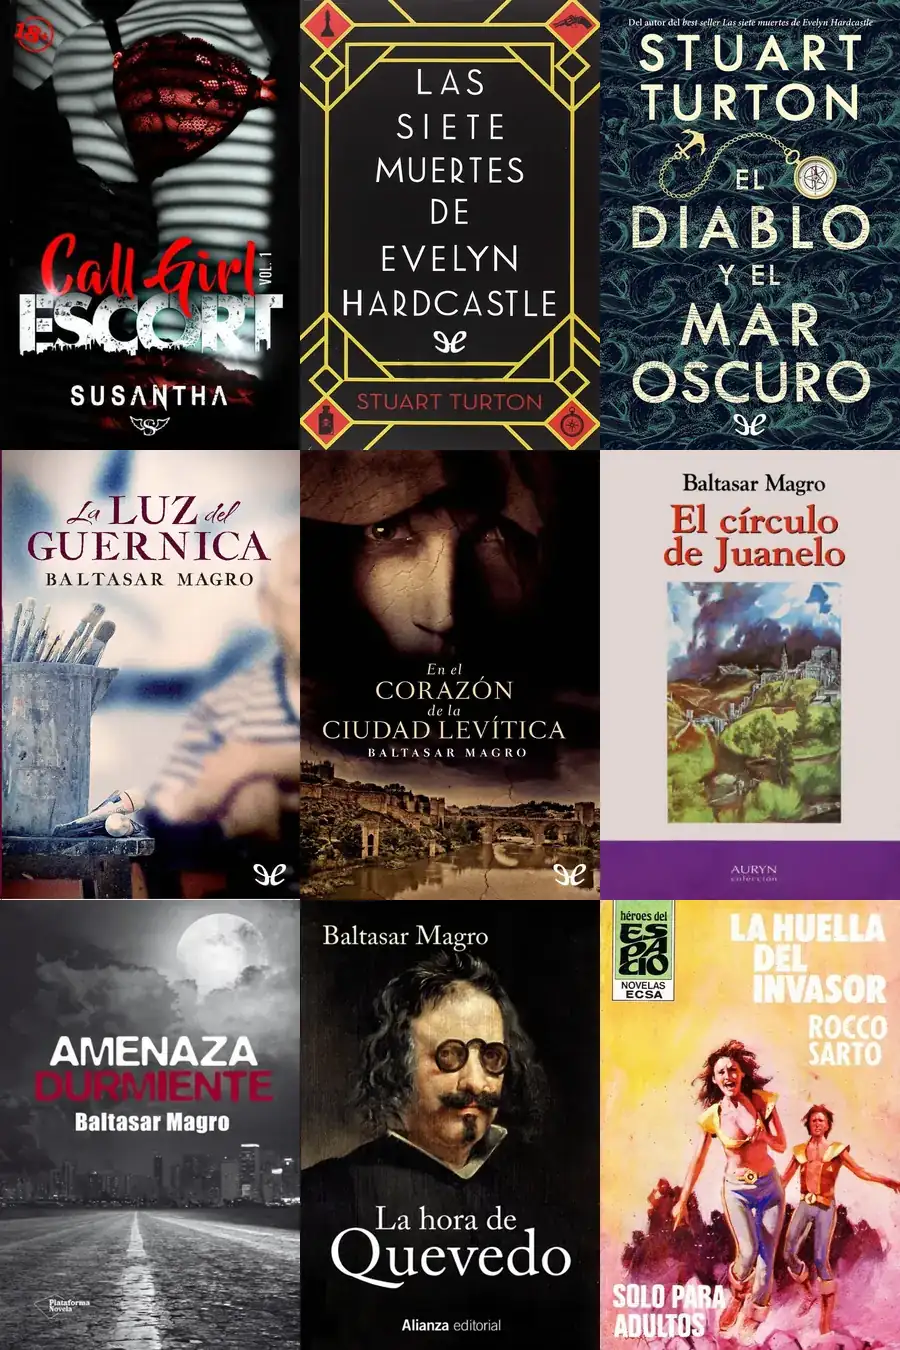 18+
Call Girl
VOL. 1
ESCORT
SUSANTHA
S
LAS
SIETE
MUERTES
DE
EVELYN
HARDCASTLE
STUART TURTON
Del autor del best seller Las siete muertes de Evelyn Hardcastle
STUART
TURTON
EL
DIABLO
Y EL
MAR
OSCURO
La LUZ del
GUERNICA
BALTASAR MAGRO
En el
CORAZÓN
de la
CIUDAD LEVÍTICA
BALTASAR MAGRO
Baltasar Magro
El círculo
de Juanelo
AURYN
colección
AMENAZA
DURMIENTE
Baltasar Magro
Plataforma
Novela
Baltasar Magro
La hora de
Quevedo
Alianza editorial
héroes del
ESPACIO
NOVELAS
ECSA
LA HUELLA
DEL
INVASOR
ROCCO
SARTO
SOLO PARA
ADULTOS